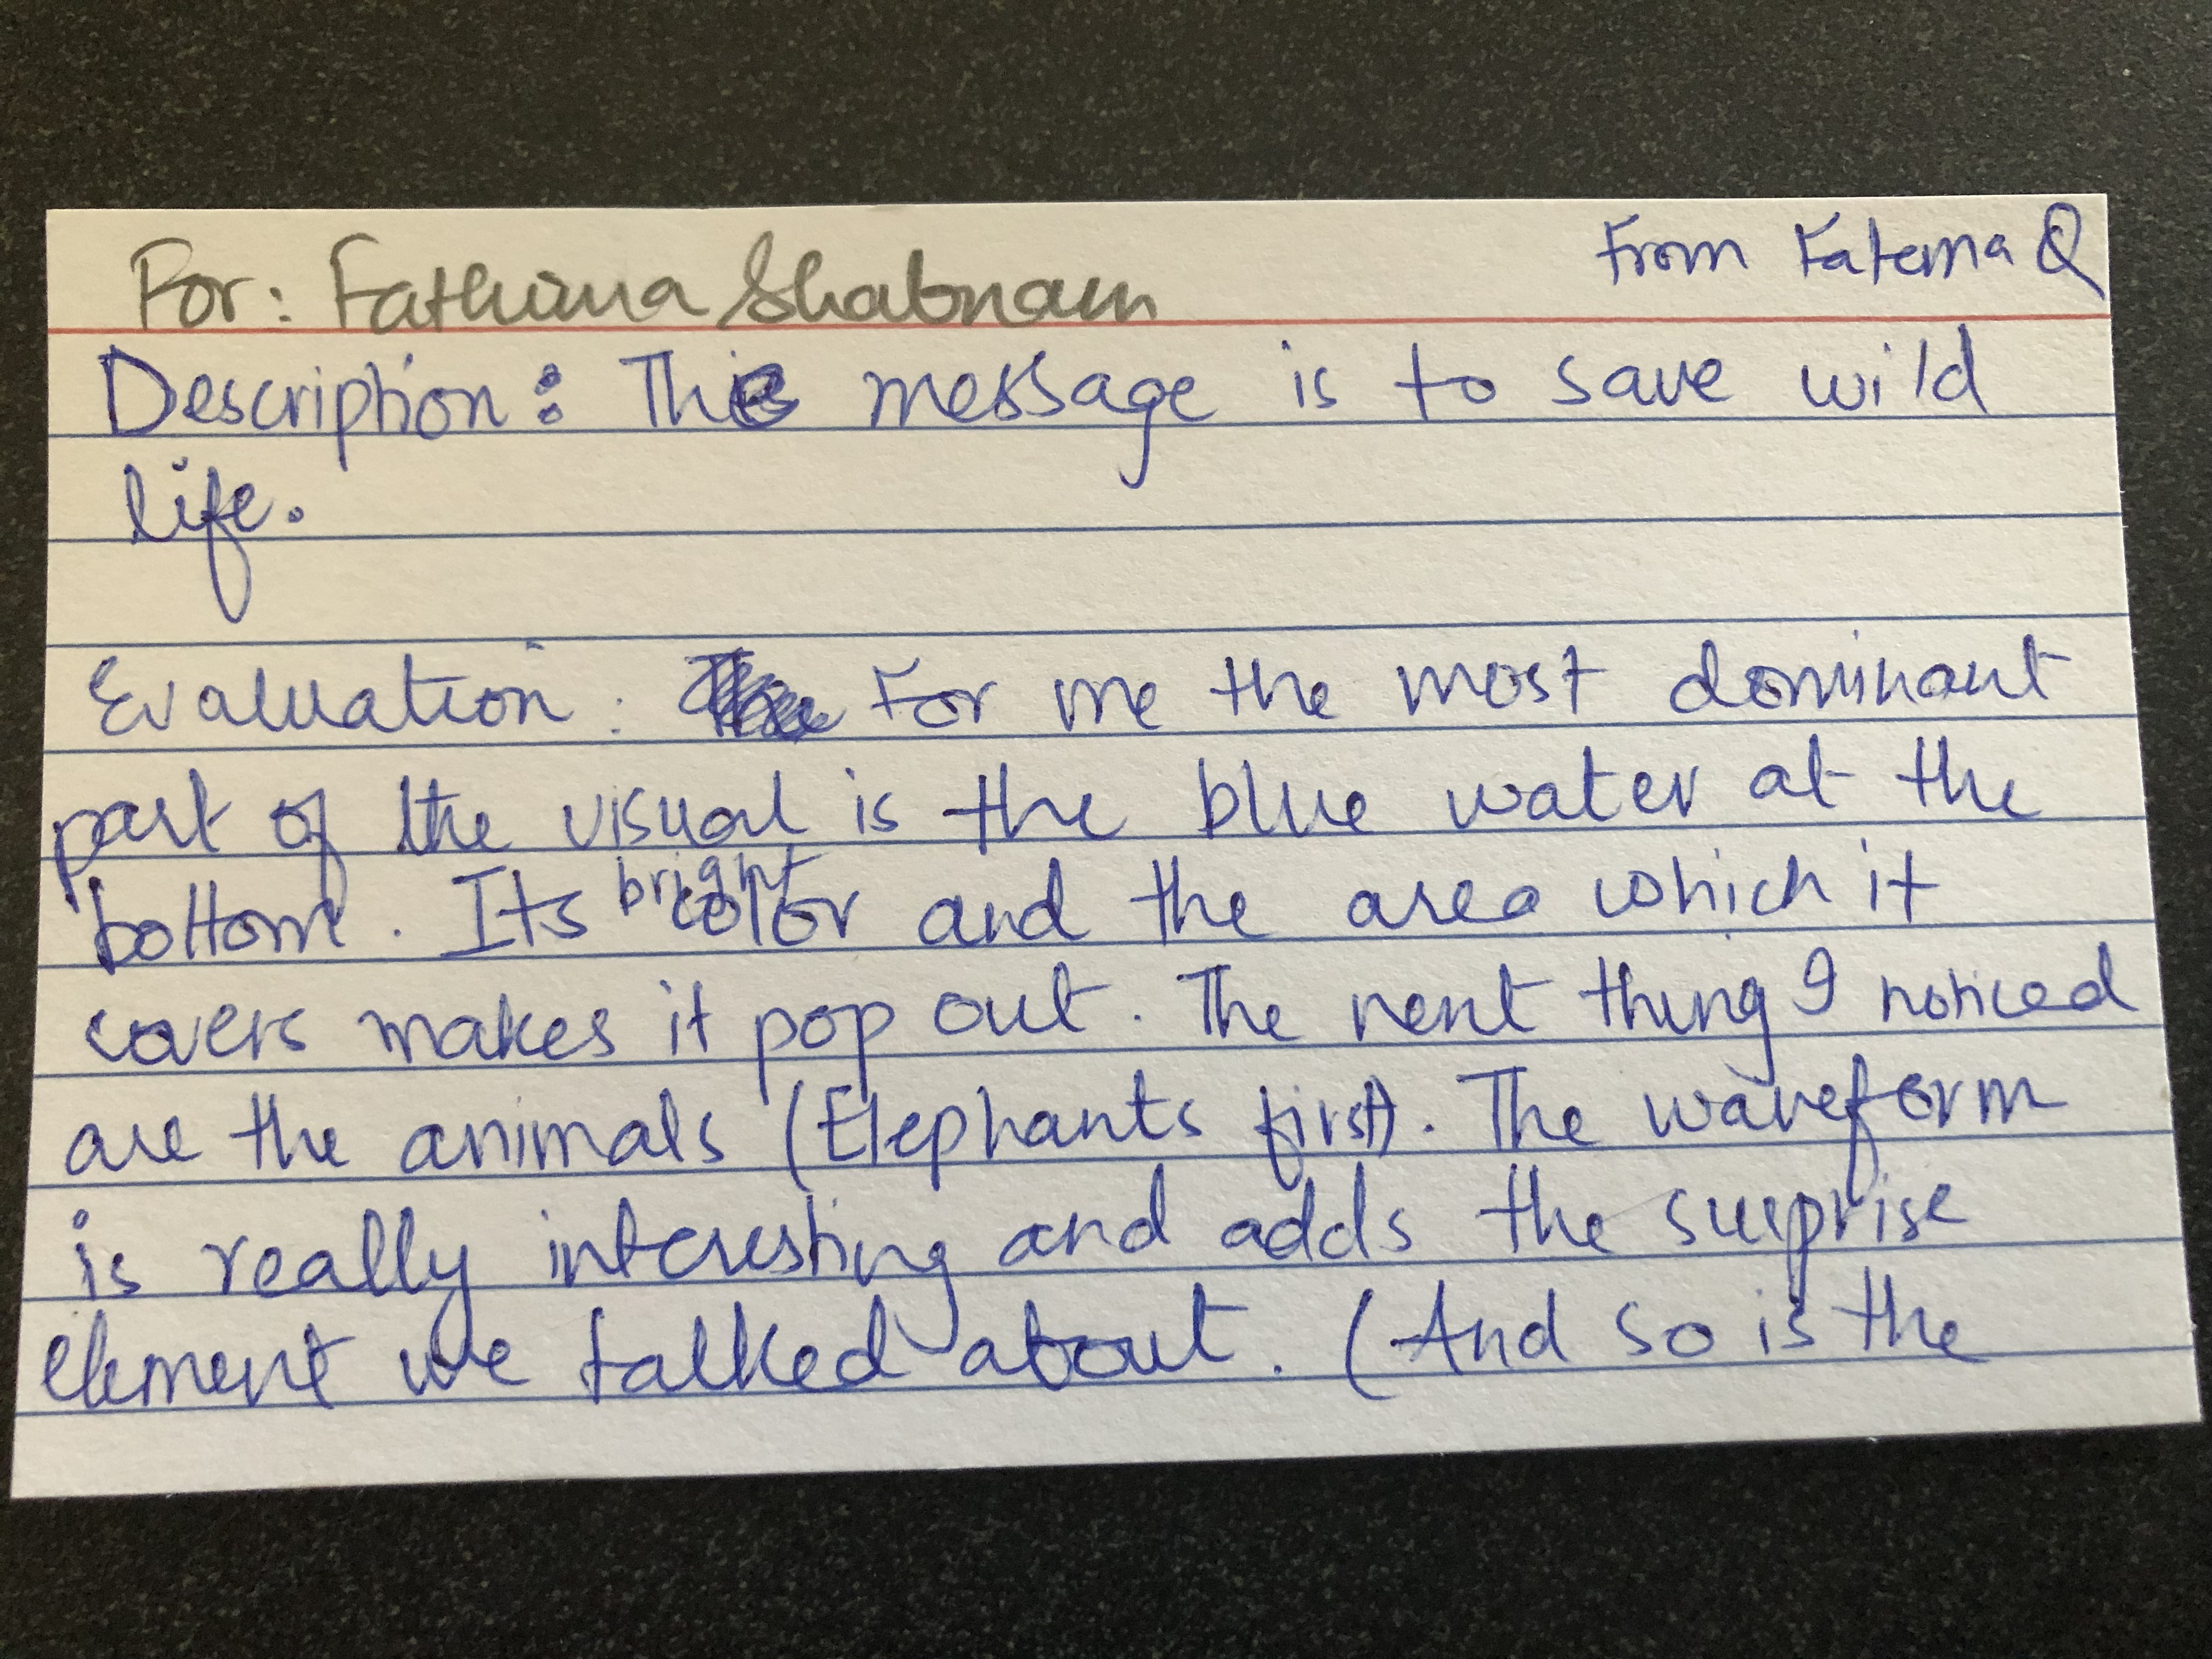 For: Fathima Shabnam
From Fatema Q
Description: This message is to save wild
life.
Evaluation: For me the most dominant
part of the visual is the blue water at the
bottom. Its bright color and the area which it
covers makes it pop out. The next thing I noticed
are the animals (Elephants first). The waveform
is really interesting and adds the surprise
element we talked about. (And so is the